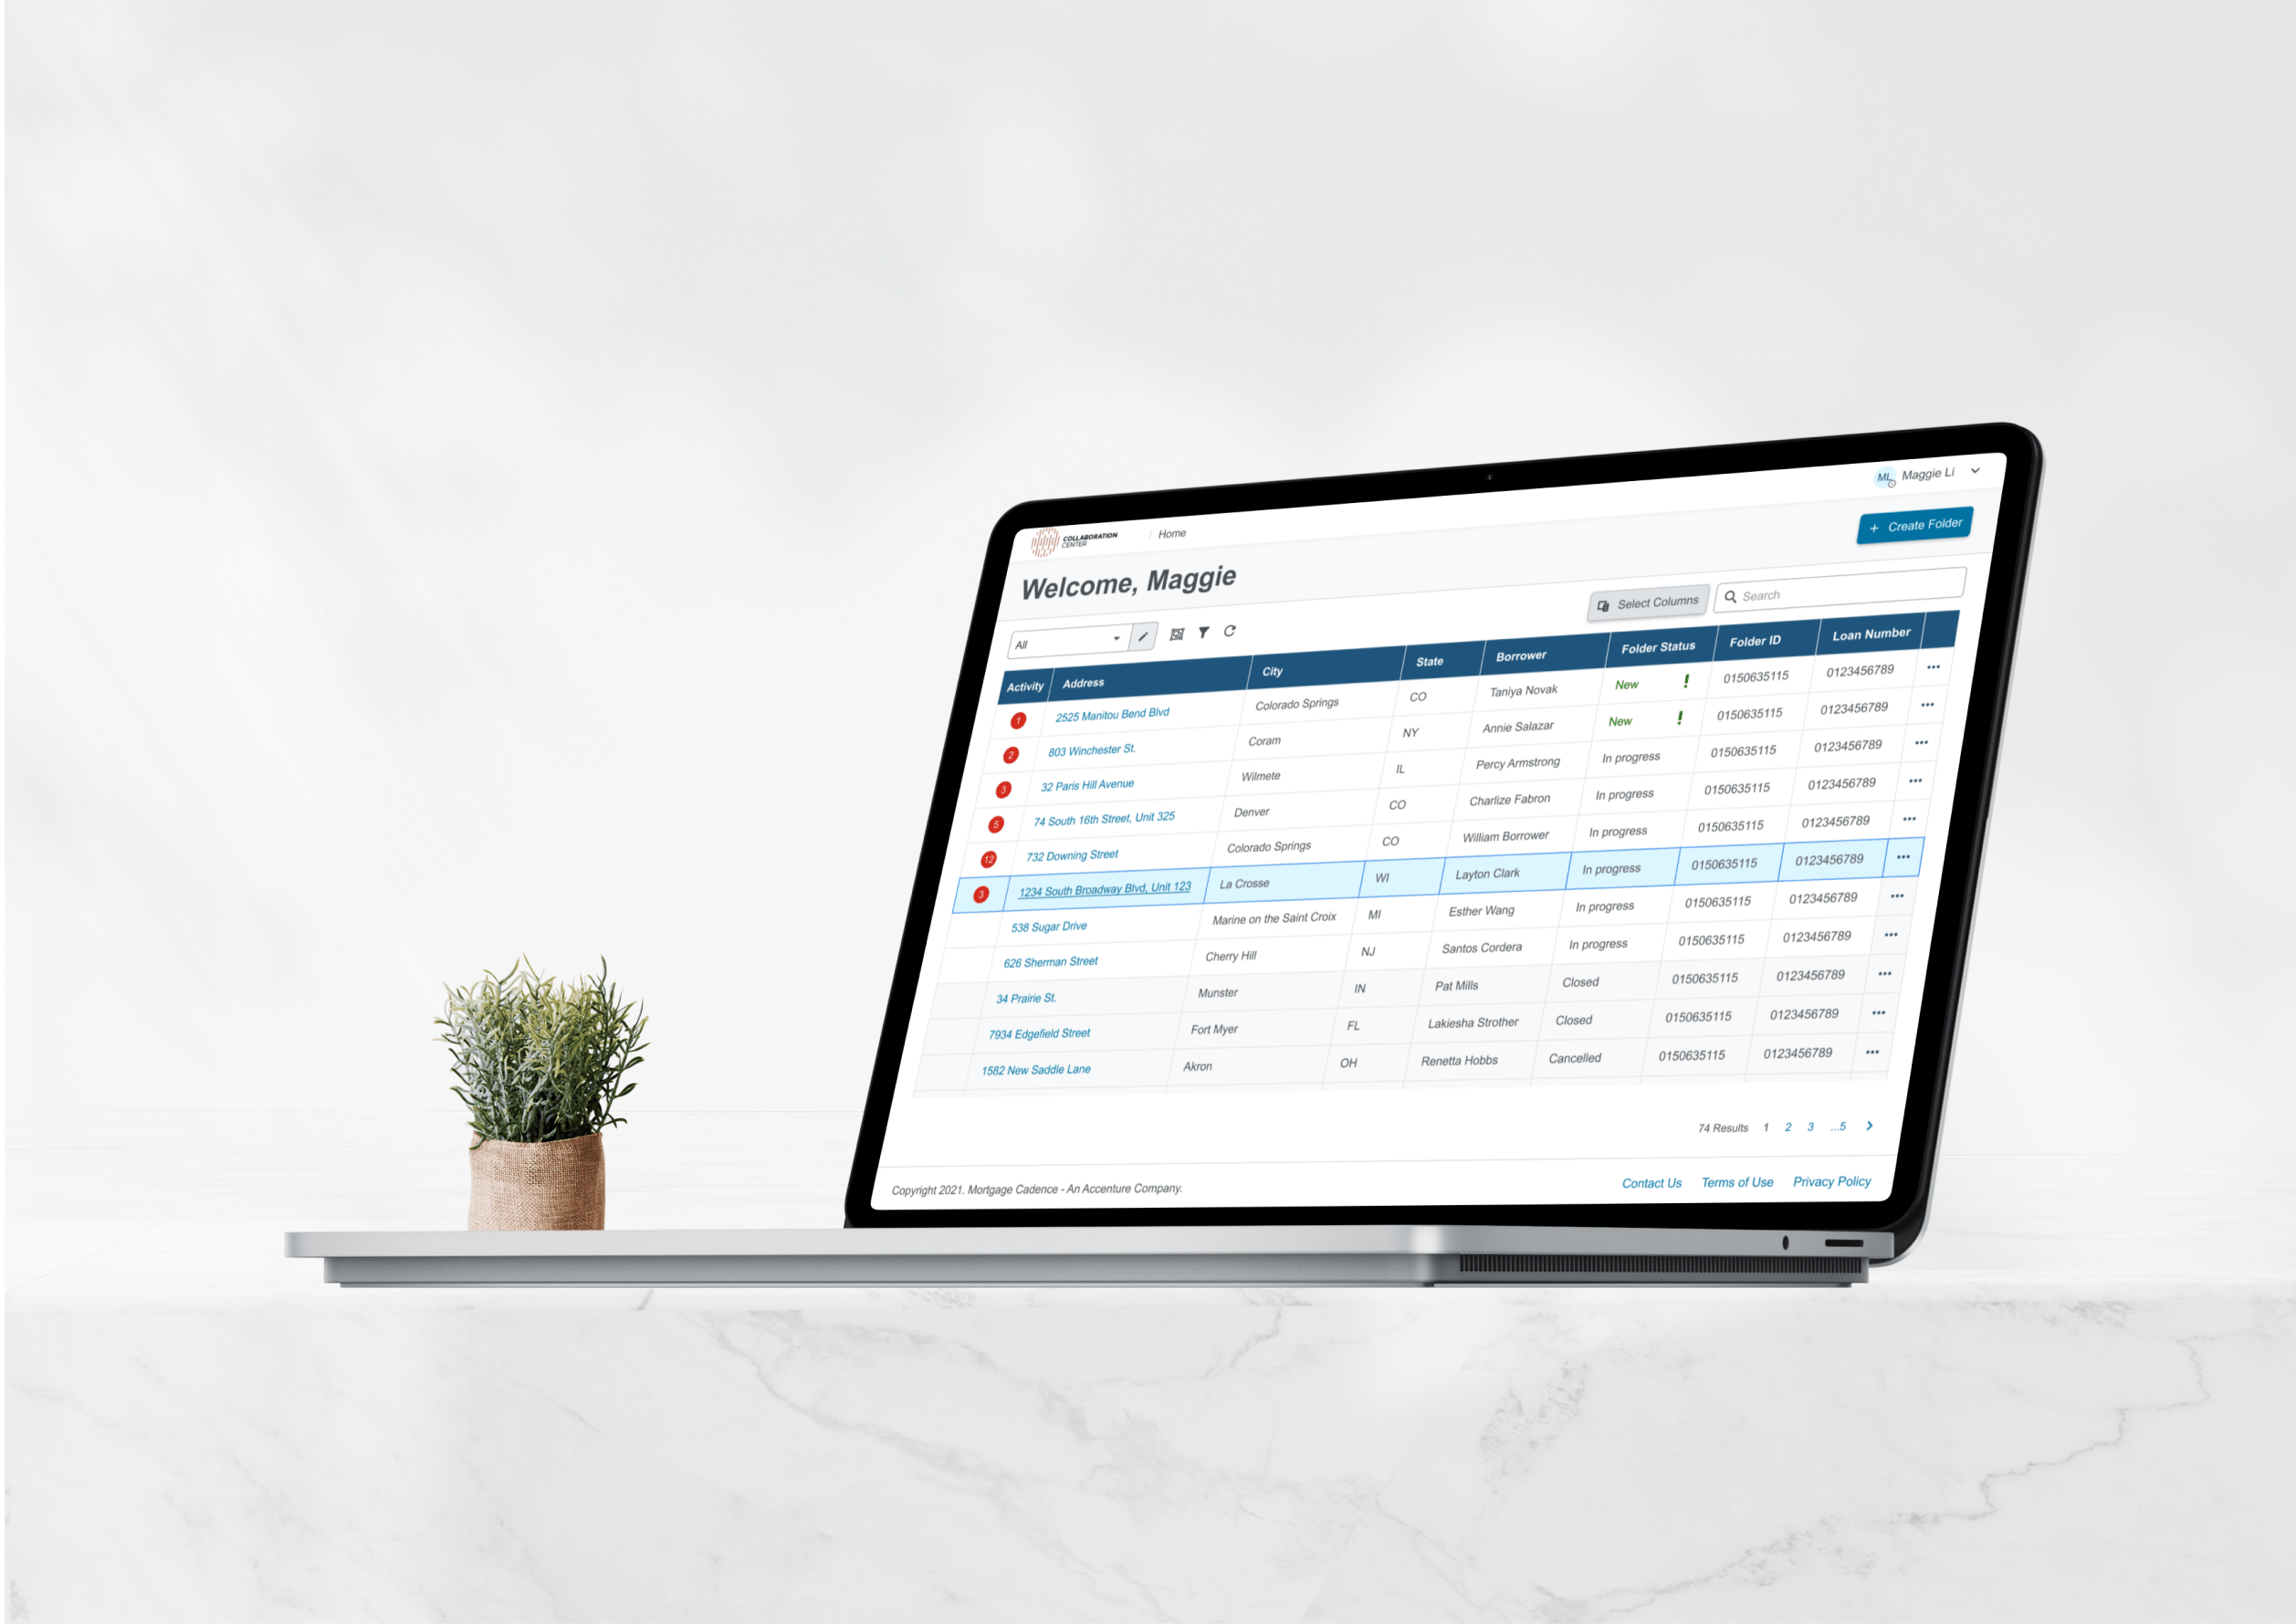 COLLABORATION
CENTER
Home
ML Maggie Li
Welcome, Maggie
+ Create Folder
All
Select Columns
Search
Activity Address City State Borrower Folder Status Folder ID Loan Number
1 2525 Manitou Bend Blvd Colorado Springs CO Taniya Novak New ! 0150635115 0123456789 •••
2 803 Winchester St. Coram NY Annie Salazar New ! 0150635115 0123456789 •••
3 32 Paris Hill Avenue Wilmete IL Percy Armstrong In progress 0150635115 0123456789 •••
5 74 South 16th Street, Unit 325 Denver CO Charlize Fabron In progress 0150635115 0123456789 •••
12 732 Downing Street Colorado Springs CO William Borrower In progress 0150635115 0123456789 •••
3 1234 South Broadway Blvd, Unit 123 La Crosse WI Layton Clark In progress 0150635115 0123456789 •••
538 Sugar Drive Marine on the Saint Croix MI Esther Wang In progress 0150635115 0123456789 •••
626 Sherman Street Cherry Hill NJ Santos Cordera In progress 0150635115 0123456789 •••
34 Prairie St. Munster IN Pat Mills Closed 0150635115 0123456789 •••
7934 Edgefield Street Fort Myer FL Lakiesha Strother Closed 0150635115 0123456789 •••
1582 New Saddle Lane Akron OH Renetta Hobbs Cancelled 0150635115 0123456789 •••
74 Results 1 2 3 ...5 >
Copyright 2021. Mortgage Cadence - An Accenture Company.
Contact Us Terms of Use Privacy Policy